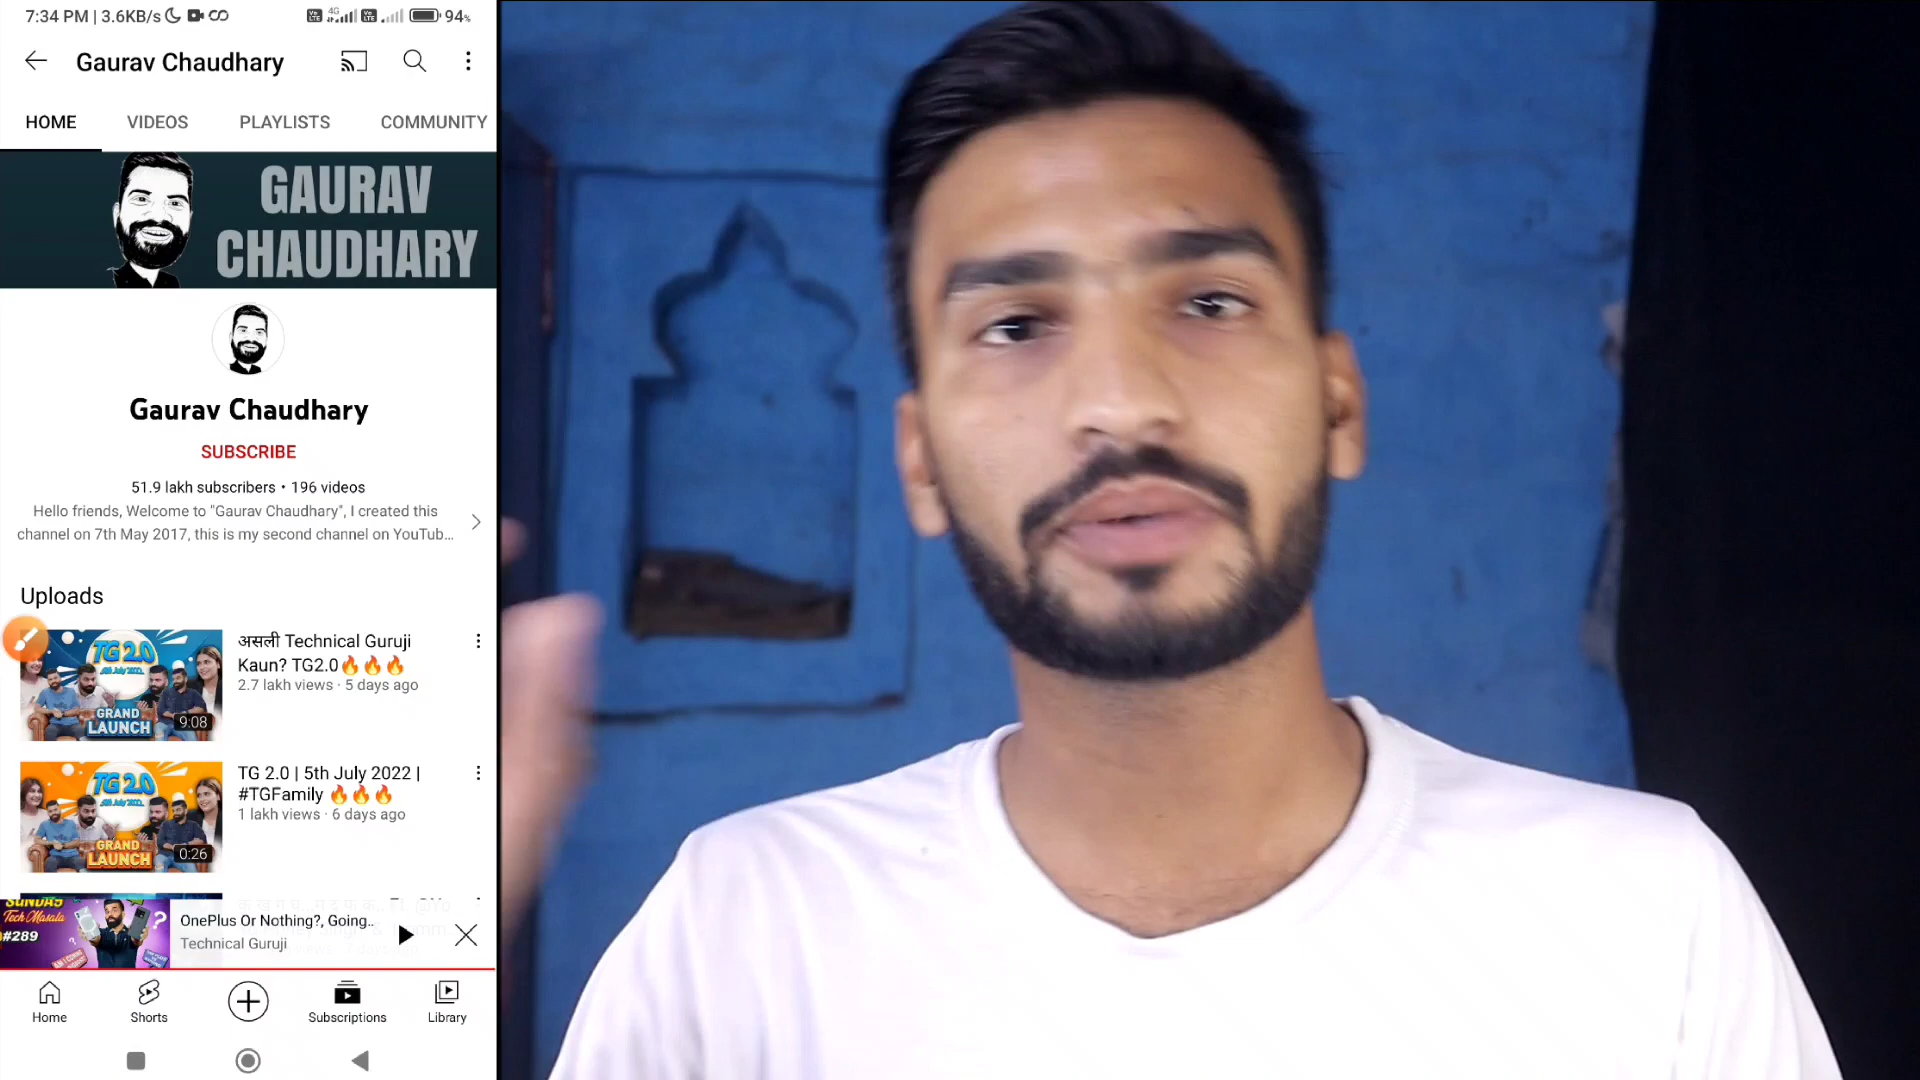 7:34 PM | 3.6KB/s
4G
94%
Gaurav Chaudhary
HOME VIDEOS PLAYLISTS COMMUNITY
GAURAV
CHAUDHARY
Gaurav Chaudhary
SUBSCRIBE
51.9 lakh subscribers • 196 videos
Hello friends, Welcome to "Gaurav Chaudhary", I created this
channel on 7th May 2017, this is my second channel on YouTub...
Uploads
TG 2.0
GRAND
LAUNCH
9:08
असली Technical Guruji
Kaun? TG2.0🔥🔥🔥
2.7 lakh views · 5 days ago
TG 2.0
GRAND
LAUNCH
0:26
TG 2.0 | 5th July 2022 |
#TGFamily 🔥🔥🔥
1 lakh views · 6 days ago
SUNDAY
Tech Masala
#289
OnePlus Or Nothing?, Going...
Technical Guruji
Home Shorts Subscriptions Library